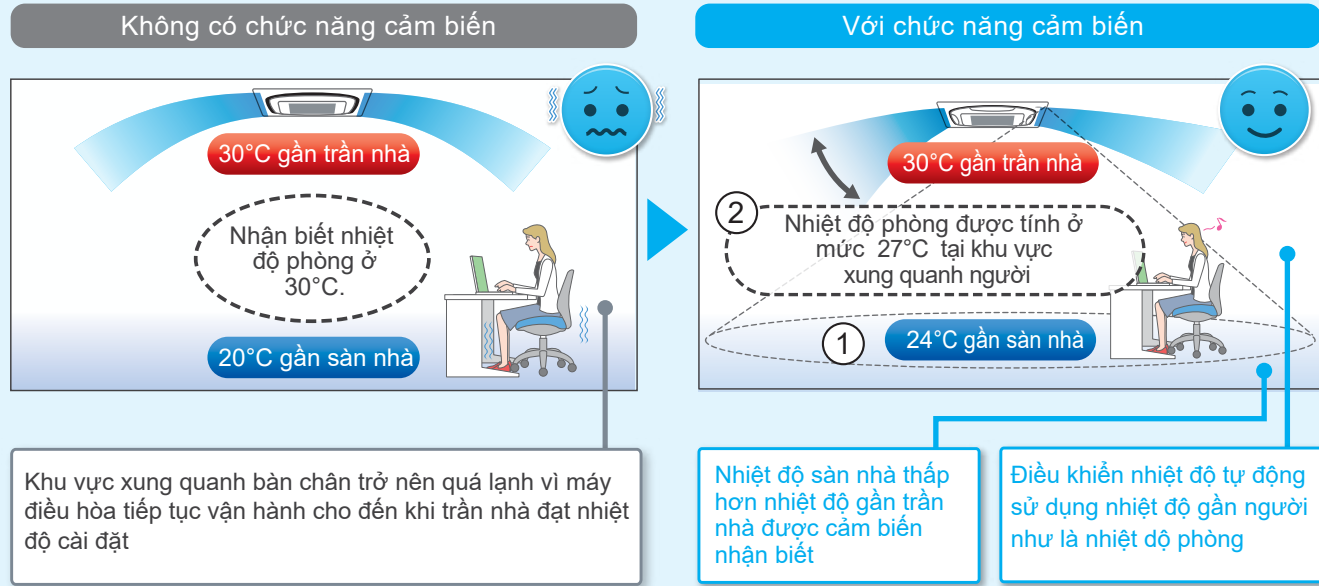 Không có chức năng cảm biến
30°C gần trần nhà
Nhận biết nhiệt
độ phòng ở
30°C.
20°C gần sàn nhà
Khu vực xung quanh bàn chân trở nên quá lạnh vì máy
điều hòa tiếp tục vận hành cho đến khi trần nhà đạt nhiệt
độ cài đặt
Với chức năng cảm biến
30°C gần trần nhà
2
Nhiệt độ phòng được tính ở
mức 27°C tại khu vực
xung quanh người
1
24°C gần sàn nhà
Nhiệt độ sàn nhà thấp
hơn nhiệt độ gần trần
nhà được cảm biến
nhận biết
Điều khiển nhiệt độ tự động
sử dụng nhiệt độ gần người
như là nhiệt dộ phòng